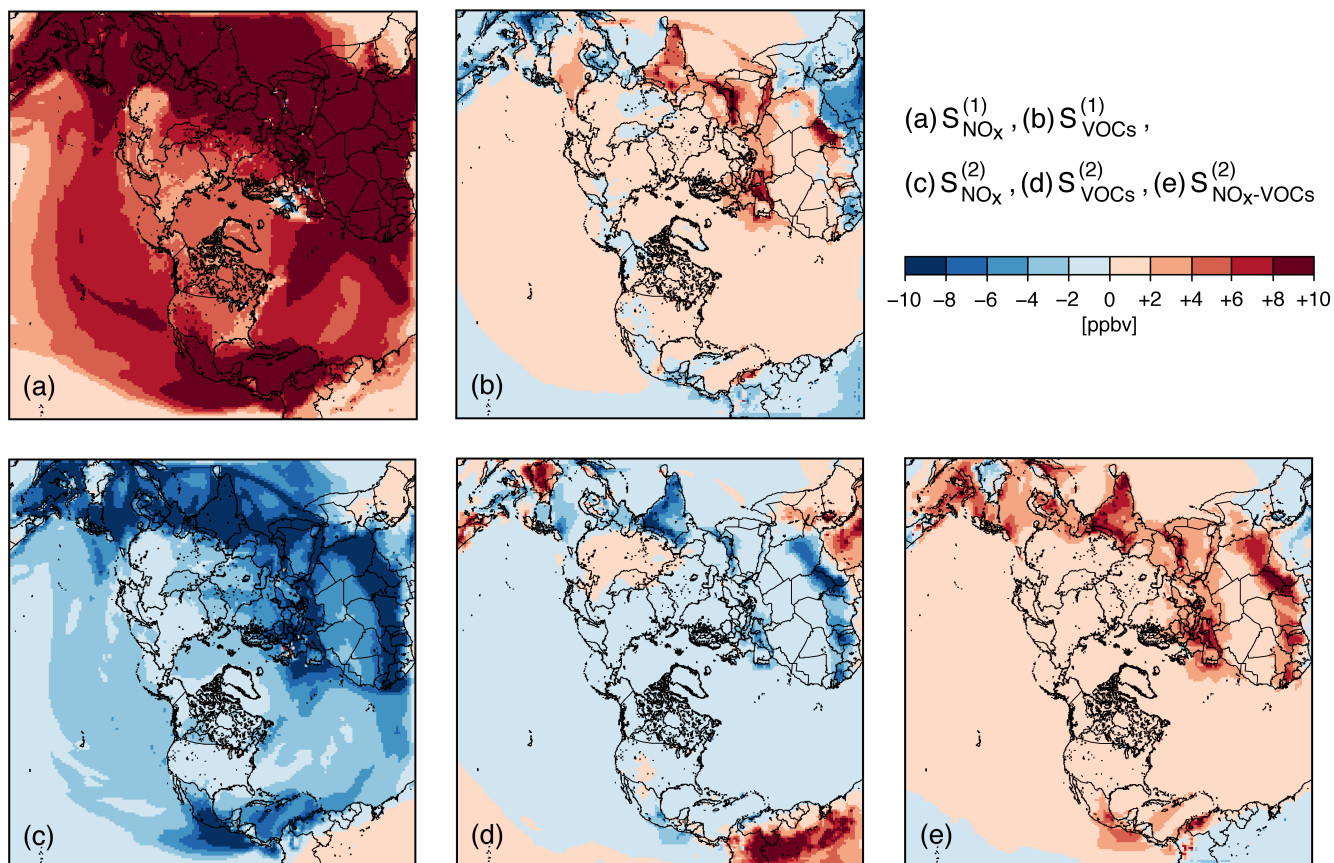 (a) S^{(1)}_{NOx} , (b) S^{(1)}_{VOCs} ,
(c) S^{(2)}_{NOx} , (d) S^{(2)}_{VOCs} , (e) S^{(2)}_{NOx-VOCs}
−10 −8 −6 −4 −2 0 +2 +4 +6 +8 +10
[ppbv]
(a)
(b)
(c)
(d)
(e)